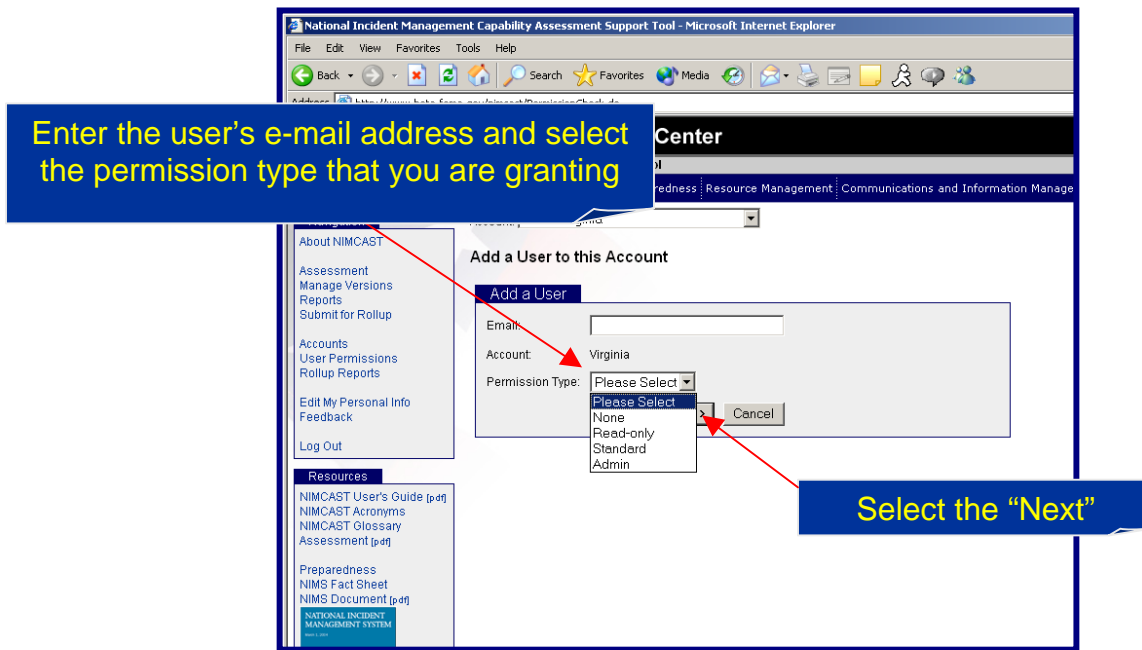 National Incident Management Capability Assessment Support Tool - Microsoft Internet Explorer
File Edit View Favorites Tools Help
Back Search Favorites Media
Enter the user's e-mail address and select
the permission type that you are granting
Center
Resource Management Communications and Information Manage
About NIMCAST
Assessment
Manage Versions
Reports
Submit for Rollup
Accounts
User Permissions
Rollup Reports
Edit My Personal Info
Feedback
Log Out
Resources
NIMCAST User's Guide [pdf]
NIMCAST Acronyms
NIMCAST Glossary
Assessment [pdf]
Preparedness
NIMS Fact Sheet
NIMS Document [pdf]
NATIONAL INCIDENT
MANAGEMENT SYSTEM
Add a User to this Account
Add a User
Email:
Account: Virginia
Permission Type: Please Select
Please Select
None
Read-only
Standard
Admin
> Cancel
Select the “Next”